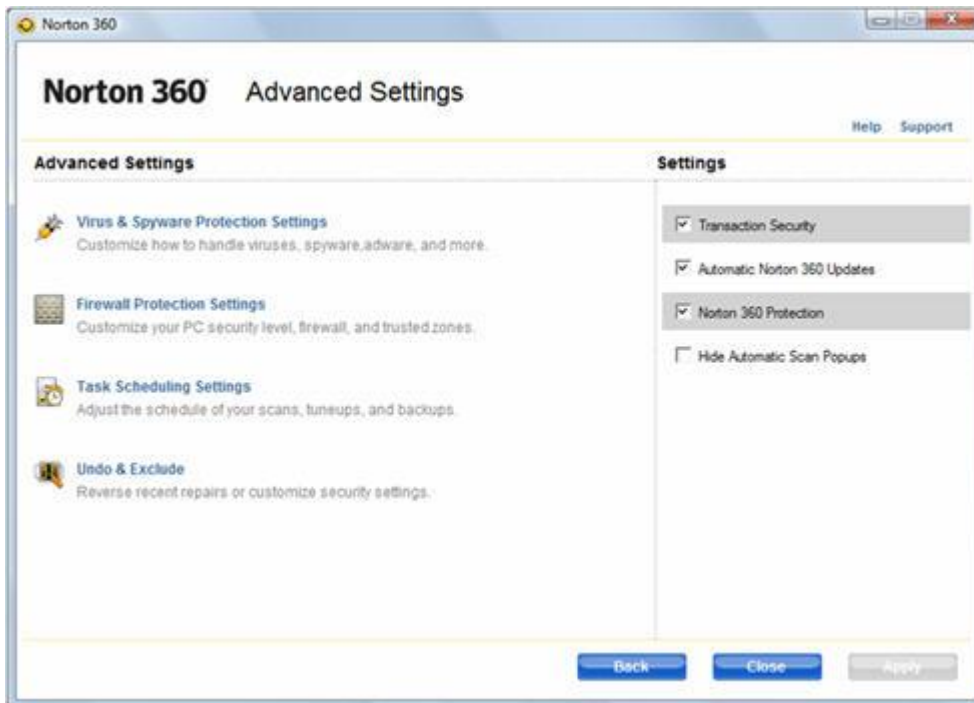 Norton 360
Norton 360 Advanced Settings
Help Support
Advanced Settings
Virus & Spyware Protection Settings
Customize how to handle viruses, spyware,adware, and more.
Firewall Protection Settings
Customize your PC security level, firewall, and trusted zones.
Task Scheduling Settings
Adjust the schedule of your scans, tuneups, and backups.
Undo & Exclude
Reverse recent repairs or customize security settings.
Settings
Transaction Security
Automatic Norton 360 Updates
Norton 360 Protection
Hide Automatic Scan Popups
Back Close Apply